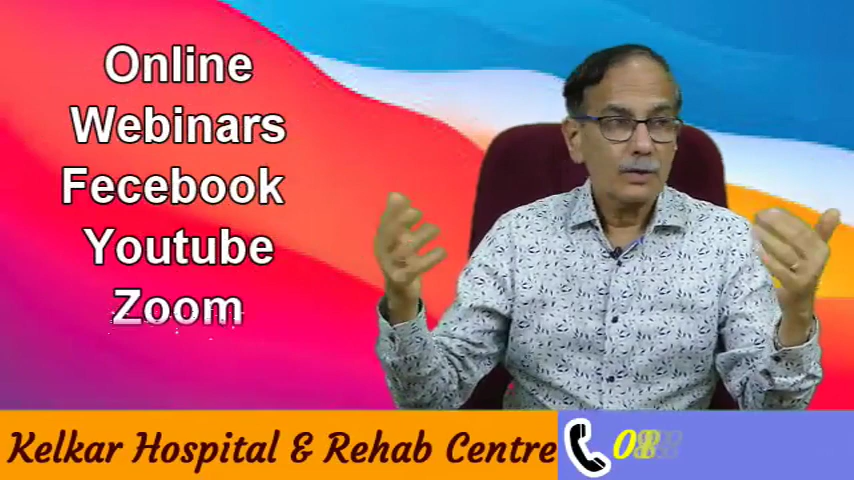 Online
Webinars
Fecebook
Youtube
Zoom
Kelkar Hospital & Rehab Centre